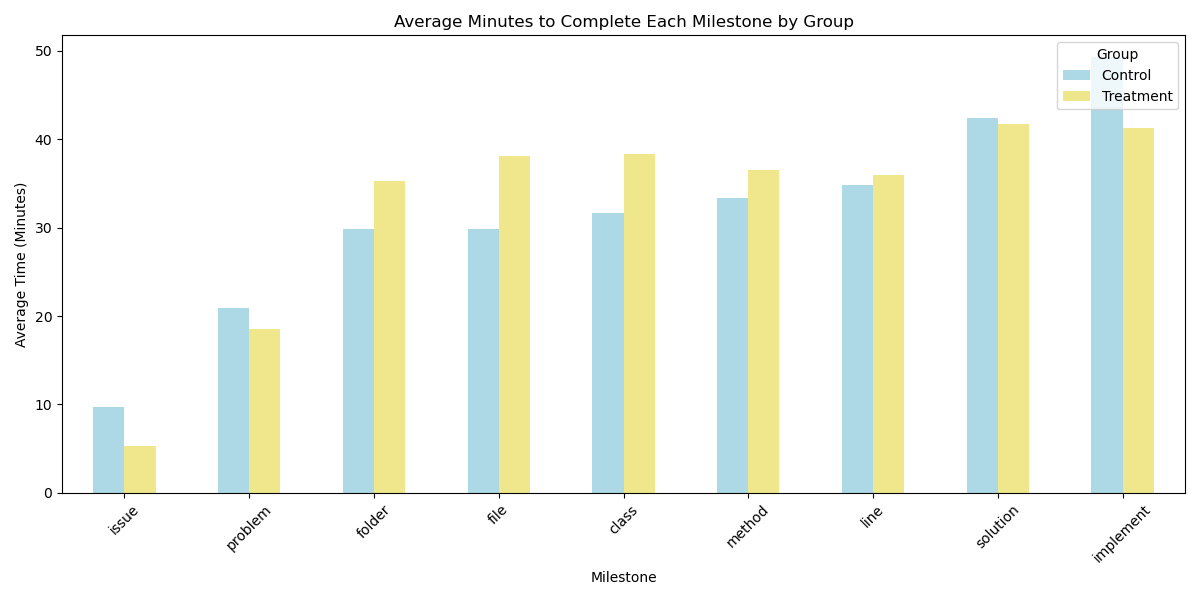 Average Minutes to Complete Each Milestone by Group
Group
Control
Treatment
Average Time (Minutes)
50
40
30
20
10
0
issue
problem
folder
file
class
method
line
solution
implement
Milestone